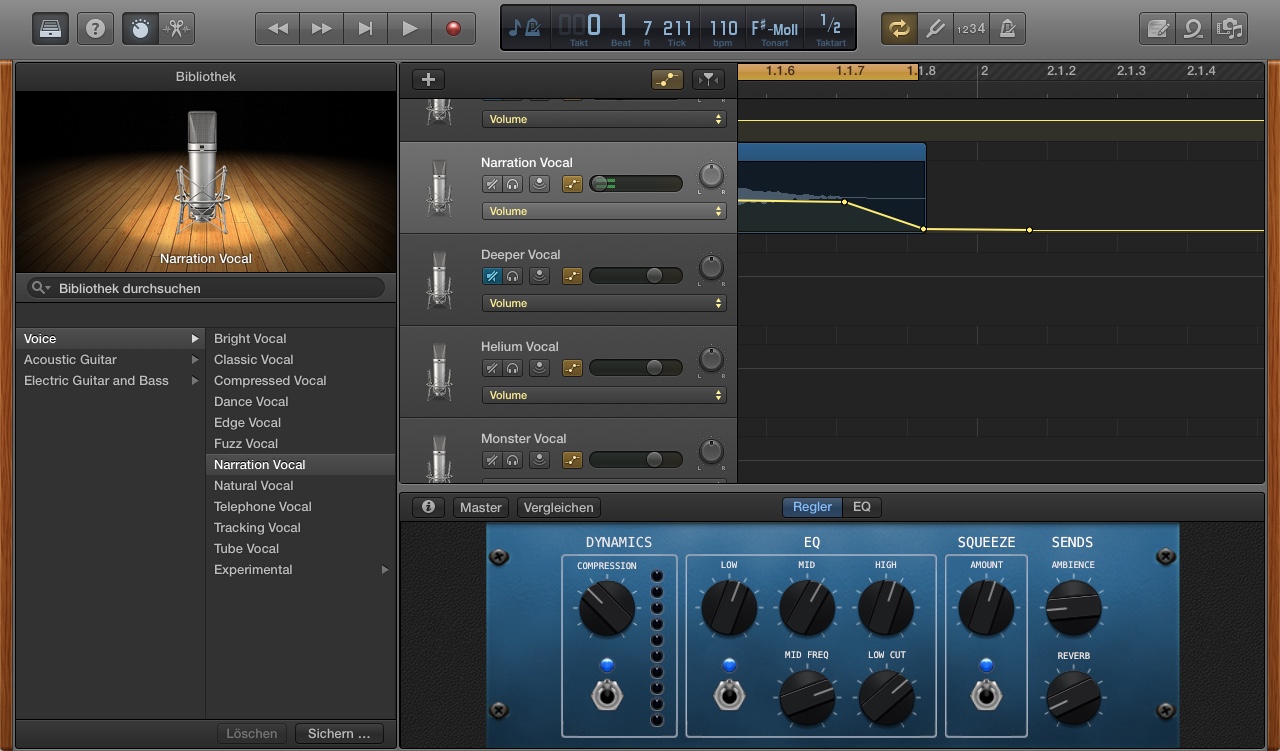 ? 0 1 7 211 110 F♯-Moll 1/2 1234
Takt Beat R Tick bpm Tonart Taktart
Bibliothek
Narration Vocal
Bibliothek durchsuchen
Voice
Acoustic Guitar
Electric Guitar and Bass
Bright Vocal
Classic Vocal
Compressed Vocal
Dance Vocal
Edge Vocal
Fuzz Vocal
Narration Vocal
Natural Vocal
Telephone Vocal
Tracking Vocal
Tube Vocal
Experimental
Löschen Sichern ...
+ 1.1.6 1.1.7 1.1.8 2 2.1.2 2.1.3 2.1.4
Volume
Narration Vocal
L R
Volume
Deeper Vocal
L R
Volume
Helium Vocal
L R
Volume
Monster Vocal
L R
Master Vergleichen Regler EQ
DYNAMICS EQ SQUEEZE SENDS
COMPRESSION LOW MID HIGH AMOUNT AMBIENCE
MID FREQ LOW CUT REVERB